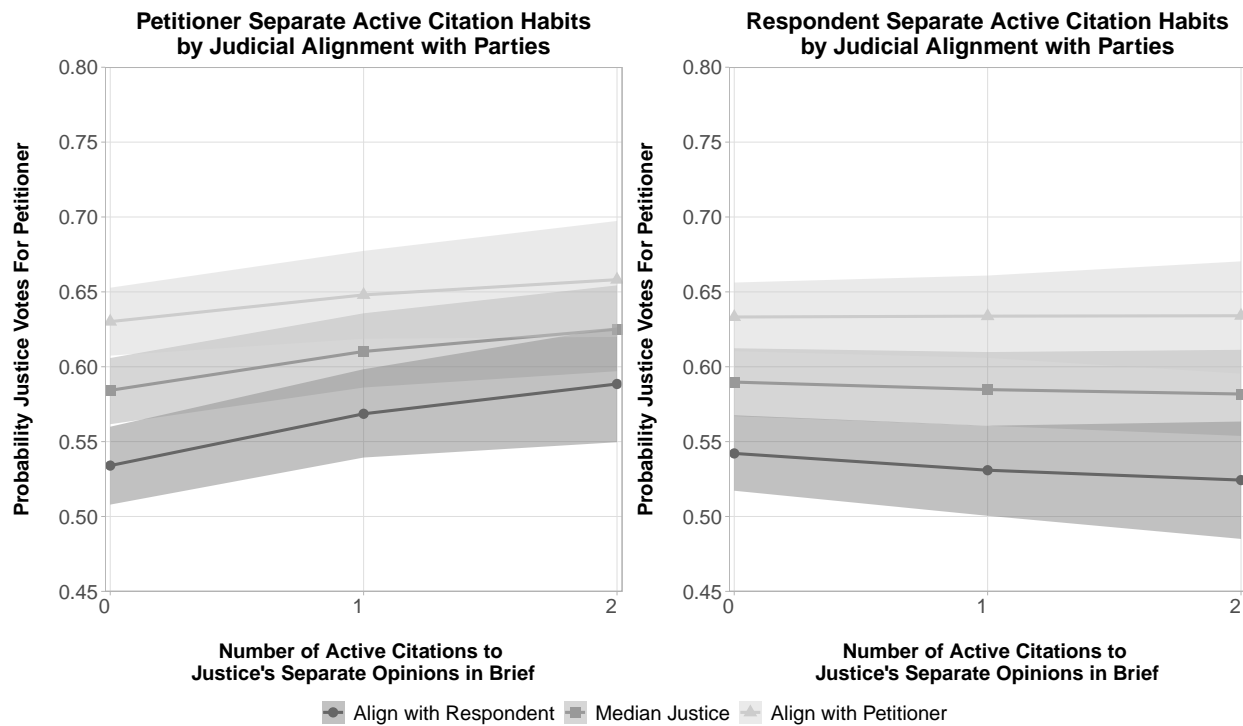 Petitioner Separate Active Citation Habits
by Judicial Alignment with Parties
0.80
0.75
0.70
0.65
0.60
0.55
0.50
0.45
0
1
2
Probability Justice Votes For Petitioner
Number of Active Citations to
Justice's Separate Opinions in Brief
Respondent Separate Active Citation Habits
by Judicial Alignment with Parties
0.80
0.75
0.70
0.65
0.60
0.55
0.50
0.45
0
1
2
Probability Justice Votes For Petitioner
Number of Active Citations to
Justice's Separate Opinions in Brief
Align with Respondent
Median Justice
Align with Petitioner